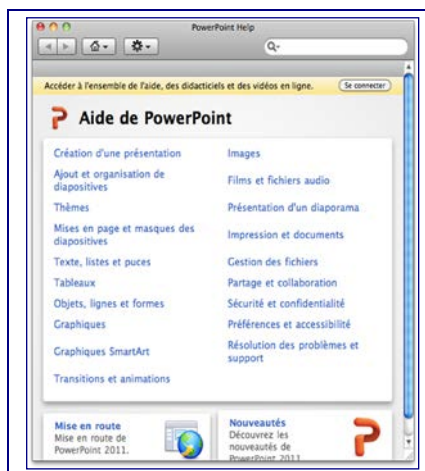 PowerPoint Help
Accéder à l'ensemble de l'aide, des didacticiels et des vidéos en ligne.
Se connecter
Aide de PowerPoint
Création d'une présentation
Ajout et organisation de
diapositives
Thèmes
Mises en page et masques des
diapositives
Texte, listes et puces
Tableaux
Objets, lignes et formes
Graphiques
Graphiques SmartArt
Transitions et animations
Images
Films et fichiers audio
Présentation d'un diaporama
Impression et documents
Gestion des fichiers
Partage et collaboration
Sécurité et confidentialité
Préférences et accessibilité
Résolution des problèmes et
support
Mise en route
Mise en route de
PowerPoint 2011.
Nouveautés
Découvrez les
nouveautés de
PowerPoint 2011